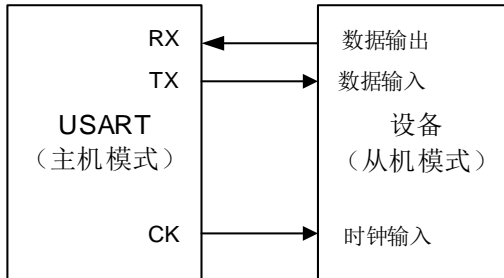 RX 数据输出
TX 数据输入
USART 设备
（主机模式） （从机模式）
CK 时钟输入